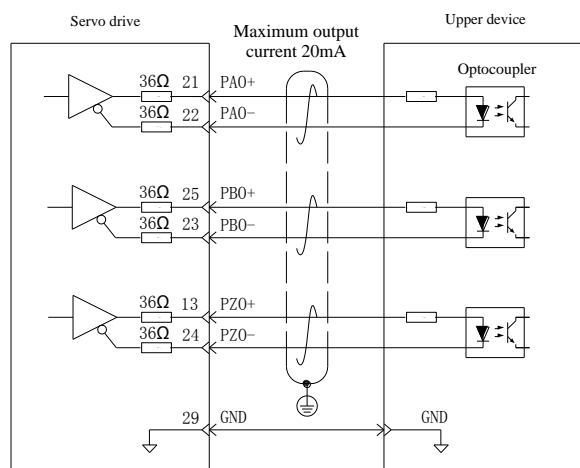 Servo drive
Maximum output
current 20mA
Upper device
Optocoupler
36Ω 21 PAO+
36Ω 22 PAO-
36Ω 25 PBO+
36Ω 23 PBO-
36Ω 13 PZO+
36Ω 24 PZO-
29 GND GND